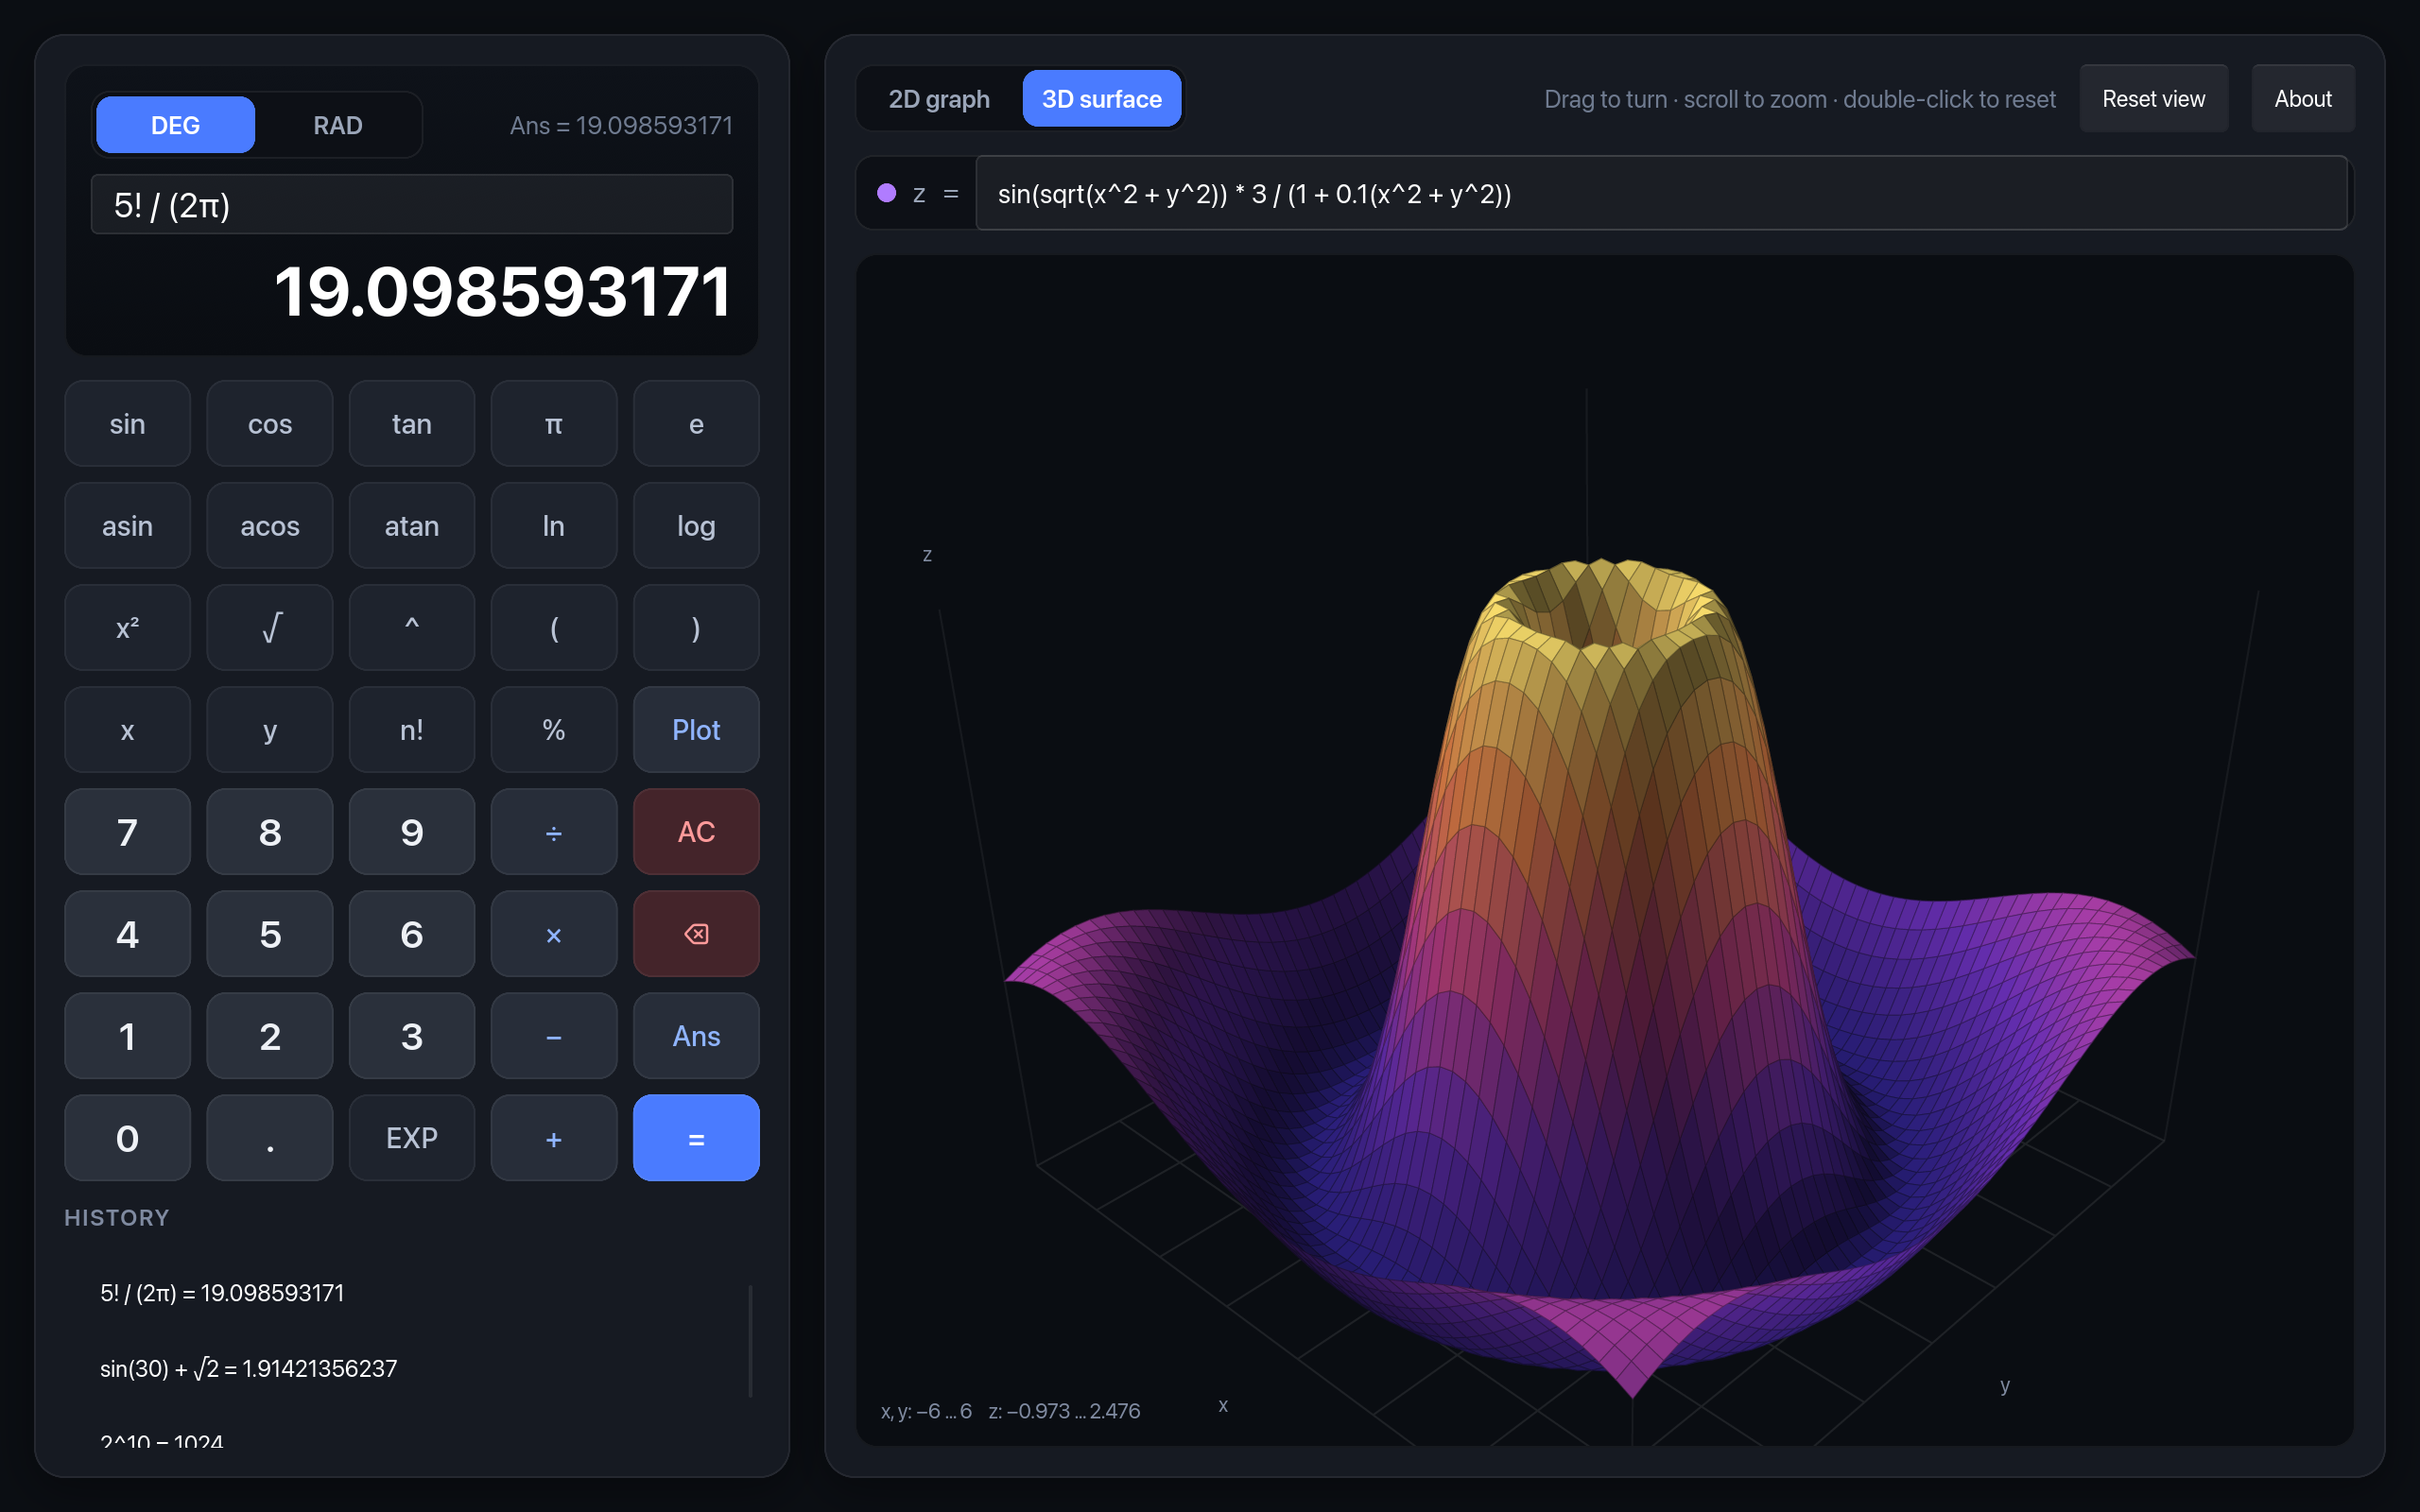 DEG RAD Ans = 19.098593171
5! / (2π)
19.098593171
sin cos tan π e
asin acos atan ln log
x² √ ^ ( )
x y n! % Plot
7 8 9 ÷ AC
4 5 6 ×
1 2 3 − Ans
0 . EXP + =
HISTORY
5! / (2π) = 19.098593171
sin(30) + √2 = 1.91421356237
2^10 = 1024
2D graph 3D surface Drag to turn · scroll to zoom · double-click to reset Reset view About
z = sin(sqrt(x^2 + y^2)) * 3 / (1 + 0.1(x^2 + y^2))
z
y
x, y: −6 … 6 z: −0.973 … 2.476 x